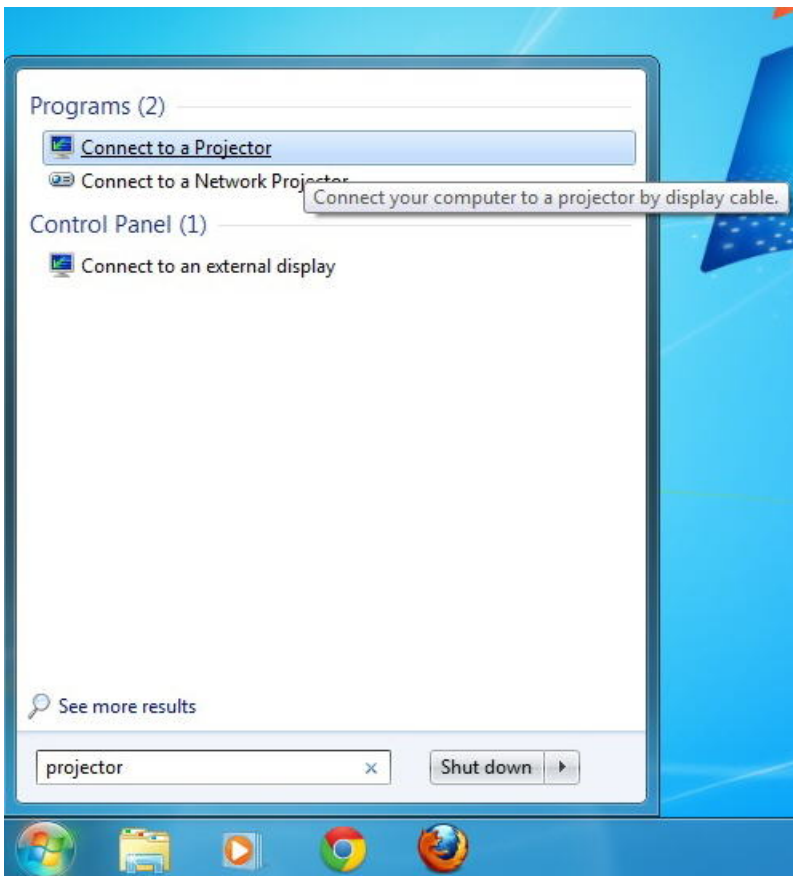 Programs (2)
Connect to a Projector
Connect to a Network Projector
Connect your computer to a projector by display cable.
Control Panel (1)
Connect to an external display
See more results
projector
Shut down